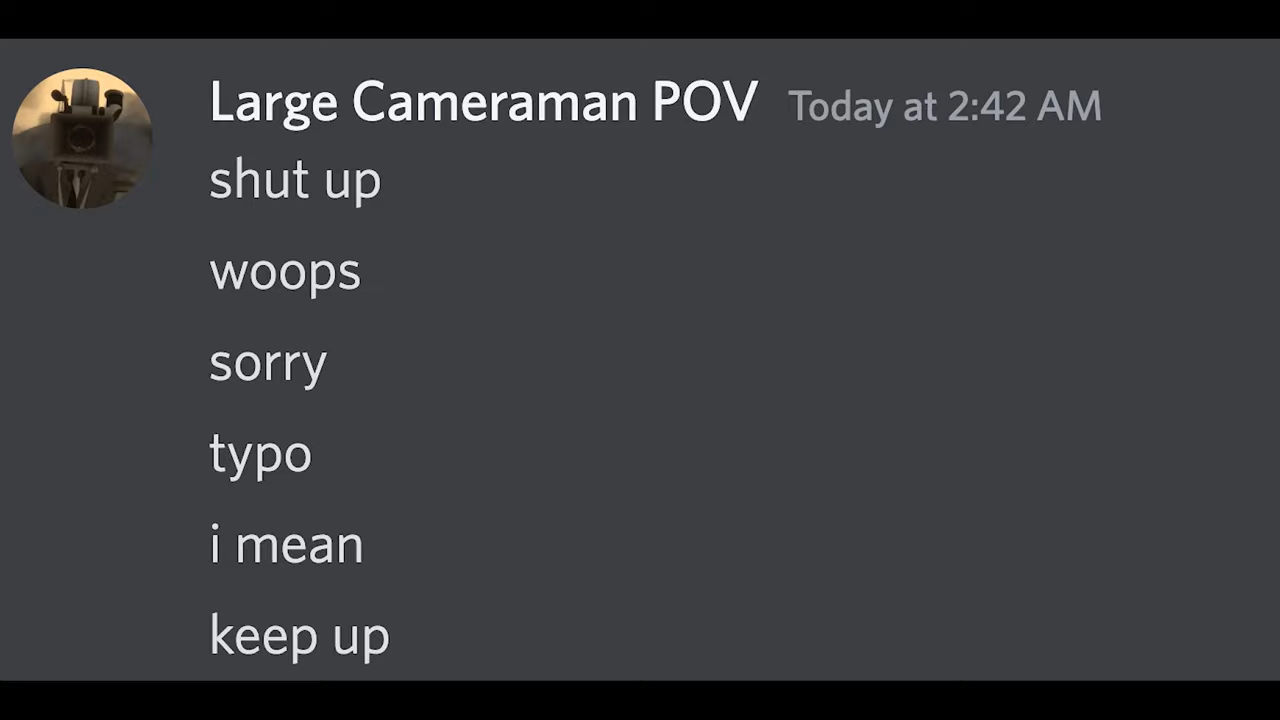 Large Cameraman POV Today at 2:42 AM
shut up
woops
sorry
typo
i mean
keep up